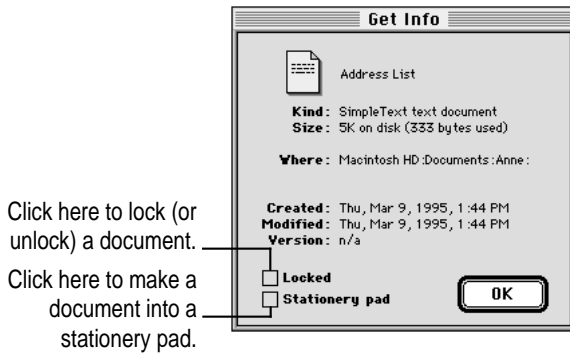 Get Info
Address List
Kind: SimpleText text document
Size: 5K on disk (333 bytes used)
Where: Macintosh HD:Documents:Anne:
Created: Thu, Mar 9, 1995, 1:44 PM
Modified: Thu, Mar 9, 1995, 1:44 PM
Version: n/a
Click here to lock (or
unlock) a document.
Locked
Click here to make a
document into a
stationery pad.
Stationery pad
OK